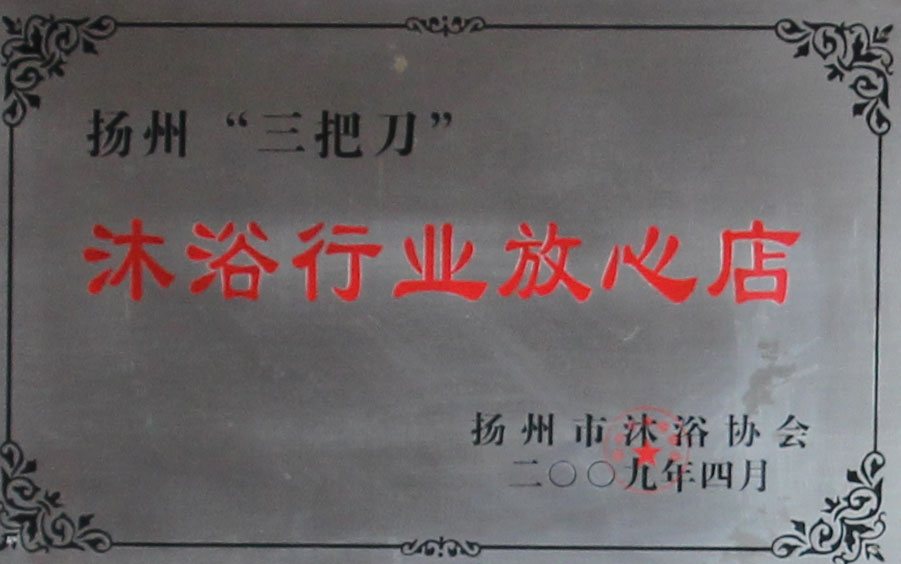 扬州“三把刀”
沐浴行业放心店
扬州市沐浴协会
二〇〇九年四月